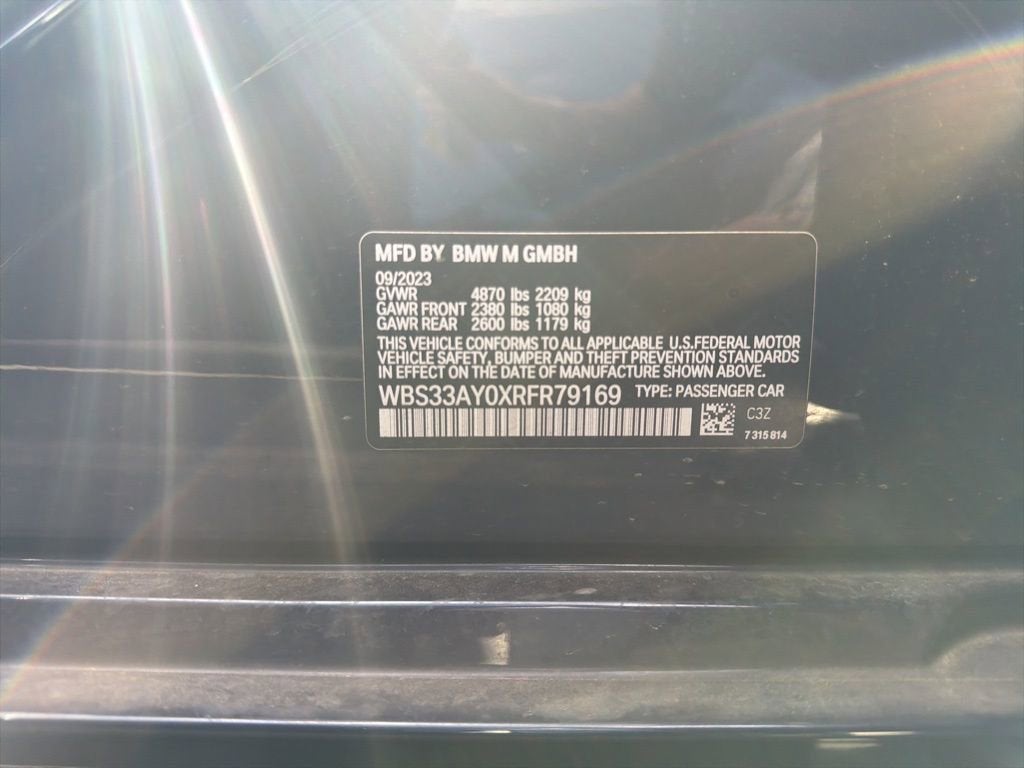 MFD BY BMW M GMBH
09/2023
GVWR 4870 lbs 2209 kg
GAWR FRONT 2380 lbs 1080 kg
GAWR REAR 2600 lbs 1179 kg
THIS VEHICLE CONFORMS TO ALL APPLICABLE U.S.FEDERAL MOTOR
VEHICLE SAFETY, BUMPER AND THEFT PREVENTION STANDARDS
IN EFFECT ON THE DATE OF MANUFACTURE SHOWN ABOVE.
WBS33AY0XRFR79169 TYPE: PASSENGER CAR
C3Z
7 315 814